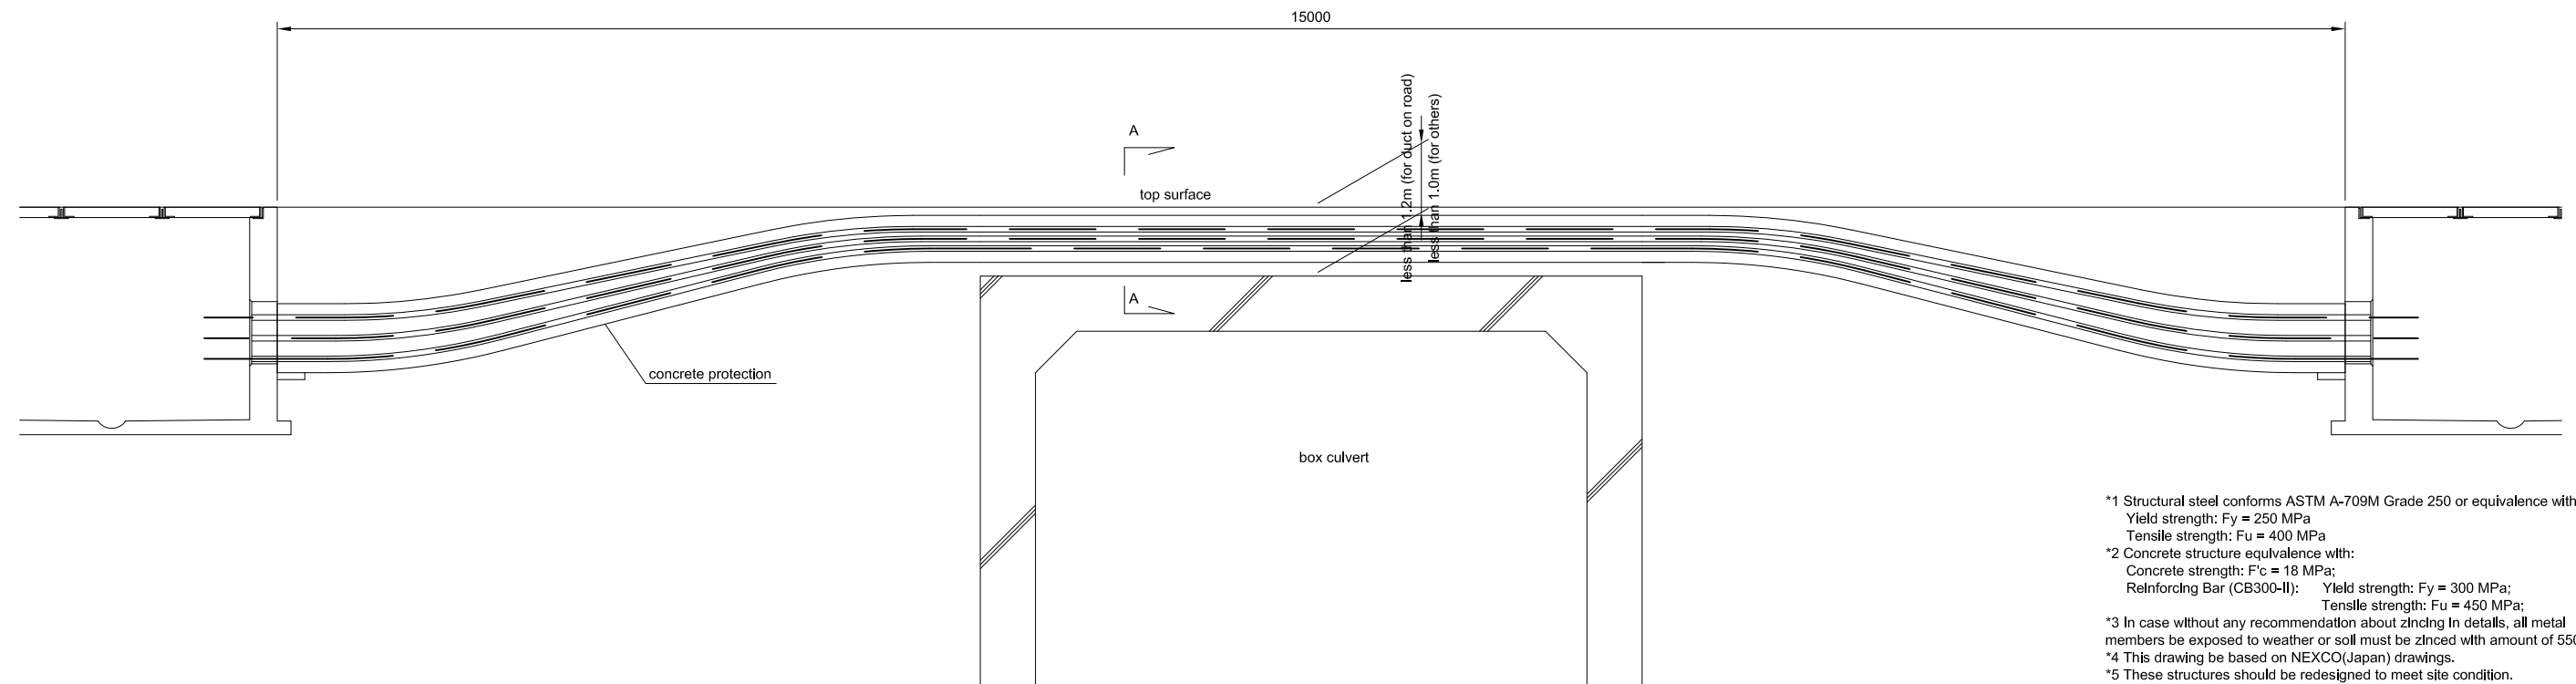 15000
less than 1.2m (for duct on road)
less than 1.0m (for others)
A
top surface
A
concrete protection
box culvert
*1 Structural steel conforms ASTM A-709M Grade 250 or equivalence with
Yield strength: Fy = 250 MPa
Tensile strength: Fu = 400 MPa
*2 Concrete structure equivalence with:
Concrete strength: F'c = 18 MPa;
Reinforcing Bar (CB300-II): Yield strength: Fy = 300 MPa;
Tensile strength: Fu = 450 MPa;
*3 In case without any recommendation about zincing in details, all metal
members be exposed to weather or soil must be zinced with amount of 550
*4 This drawing be based on NEXCO(Japan) drawings.
*5 These structures should be redesigned to meet site condition.